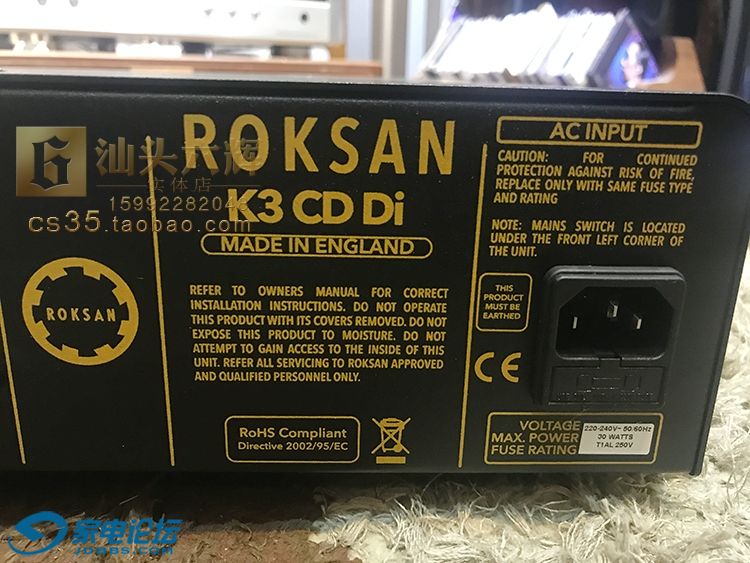 汕头六辉
实体店
15992282048
cs35.taobao.com
ROKSAN
ROKSAN
K3 CD Di
MADE IN ENGLAND
REFER TO OWNERS MANUAL FOR CORRECT
INSTALLATION INSTRUCTIONS. DO NOT OPERATE
THIS PRODUCT WITH ITS COVERS REMOVED. DO NOT
EXPOSE THIS PRODUCT TO MOISTURE. DO NOT
ATTEMPT TO GAIN ACCESS TO THE INSIDE OF THIS
UNIT. REFER ALL SERVICING TO ROKSAN APPROVED
AND QUALIFIED PERSONNEL ONLY.
RoHS Compliant
Directive 2002/95/EC
AC INPUT
CAUTION: FOR CONTINUED
PROTECTION AGAINST RISK OF FIRE,
REPLACE ONLY WITH SAME FUSE TYPE
AND RATING
NOTE: MAINS SWITCH IS LOCATED
UNDER THE FRONT LEFT CORNER OF
THE UNIT.
THIS
PRODUCT
MUST BE
EARTHED
CE
VOLTAGE
MAX. POWER
FUSE RATING
220-240V~ 50/60Hz
30 WATTS
T1AL 250V
家电论坛
JDBBS.COM